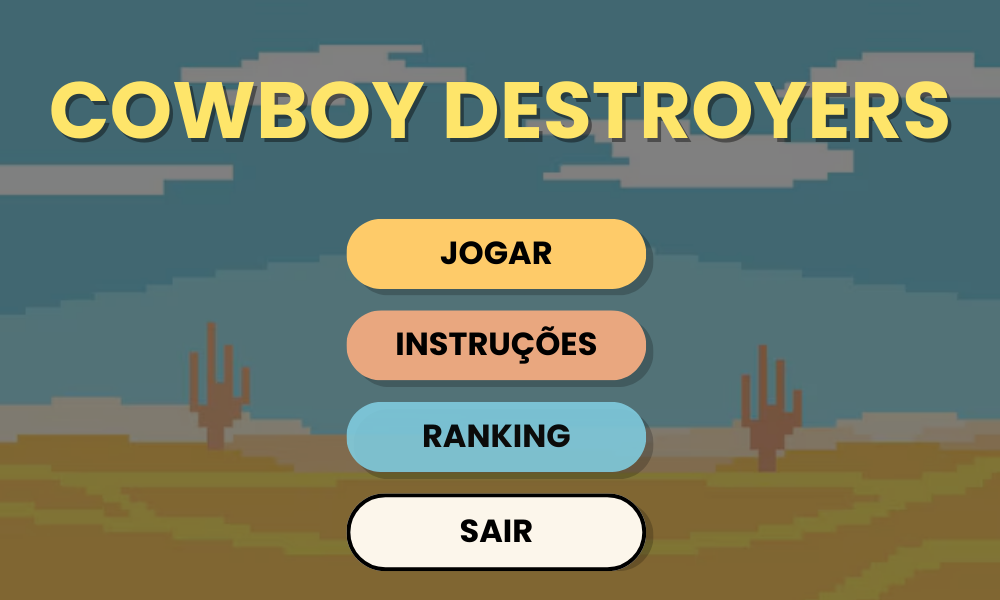 COWBOY DESTROYERS
JOGAR
INSTRUÇÕES
RANKING
SAIR